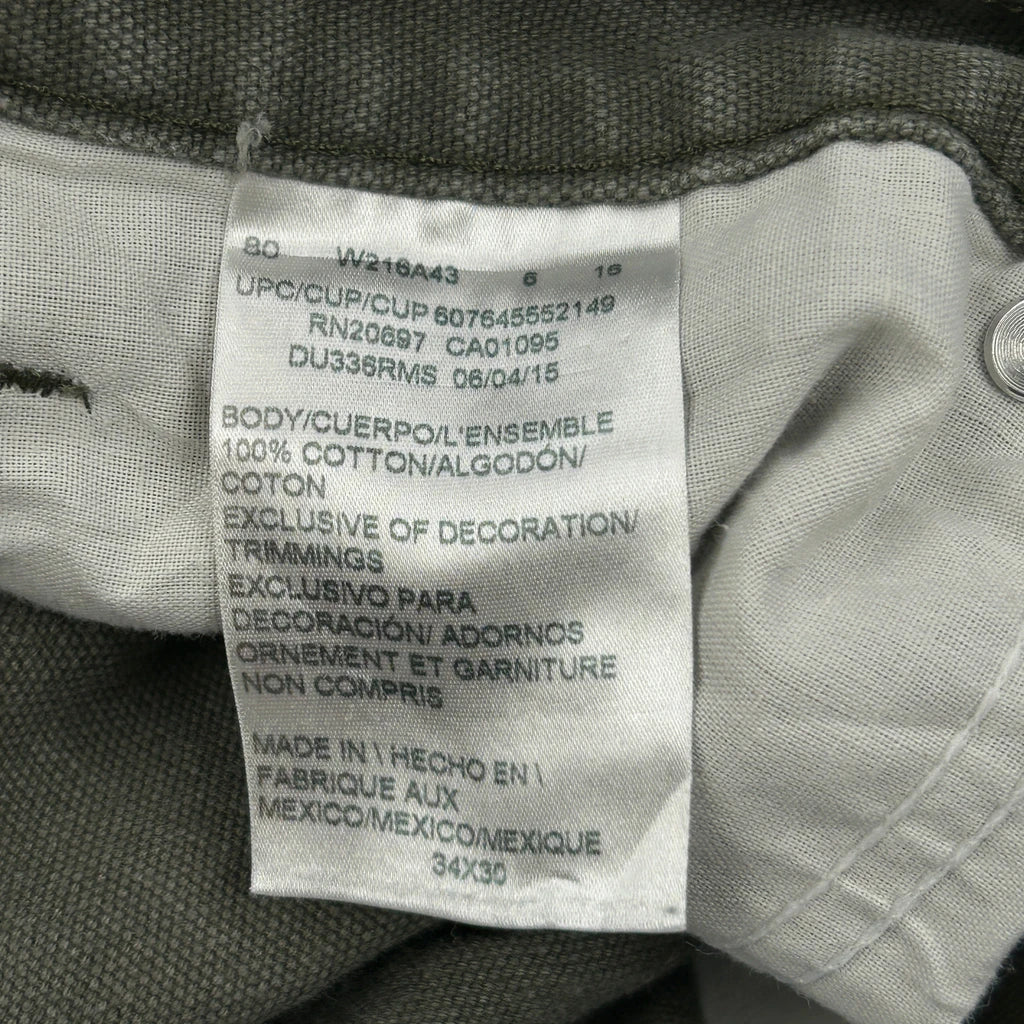 80 W216A43 6 16
UPC/CUP/CUP 607645552149
RN20697 CA01095
DU336RMS 06/04/15
BODY/CUERPO/L'ENSEMBLE
100% COTTON/ALGODÓN/
COTON
EXCLUSIVE OF DECORATION/
TRIMMINGS
EXCLUSIVO PARA
DECORACIÓN/ ADORNOS
ORNEMENT ET GARNITURE
NON COMPRIS
MADE IN \ HECHO EN \
FABRIQUE AUX
MEXICO/MEXICO/MEXIQUE
34X30